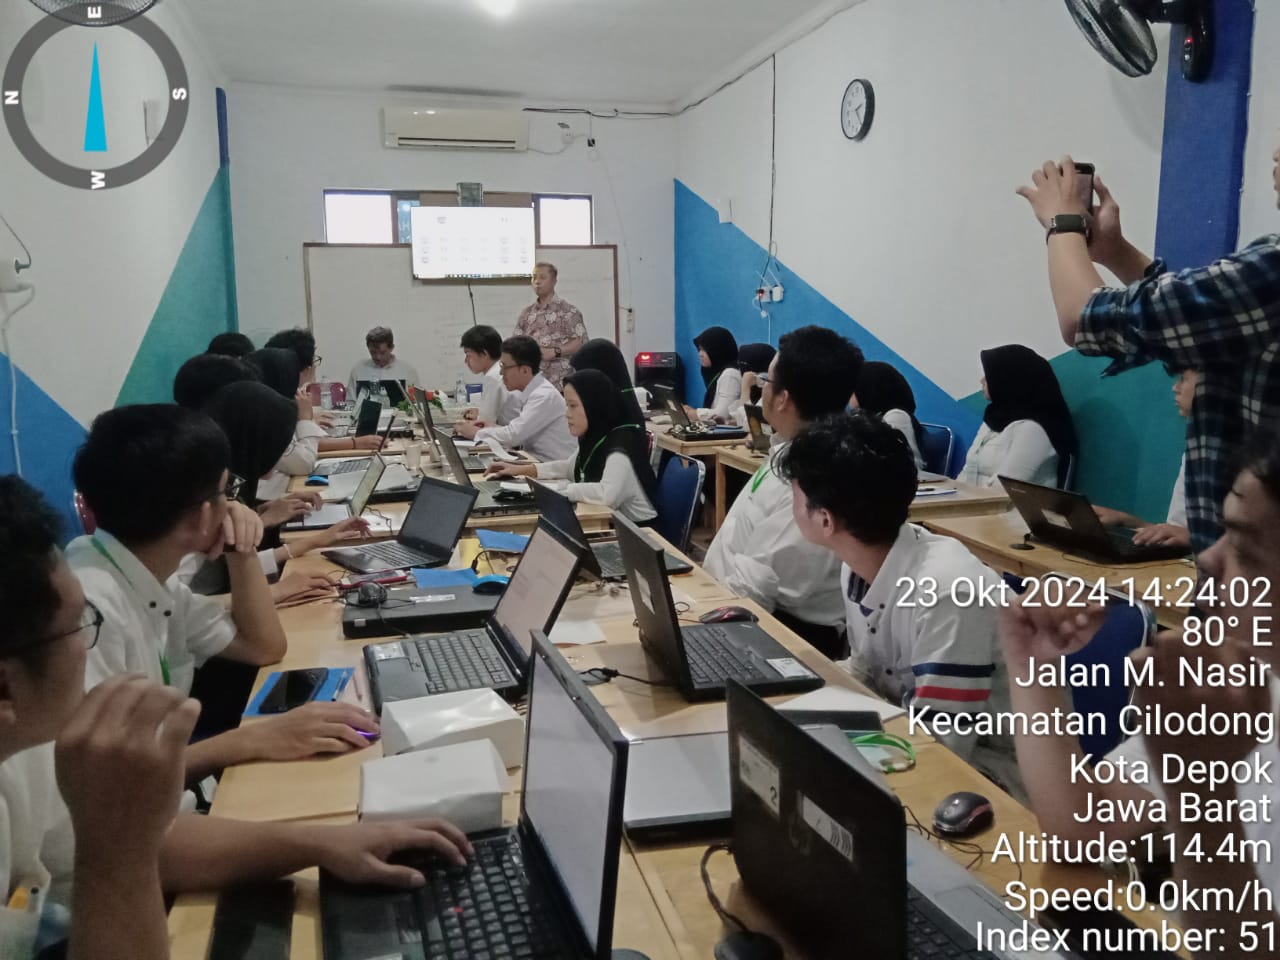 E
N
S
W
23 Okt 2024 14:24:02
80° E
Jalan M. Nasir
Kecamatan Cilodong
Kota Depok
Jawa Barat
Altitude:114.4m
Speed:0.0km/h
Index number: 51
2